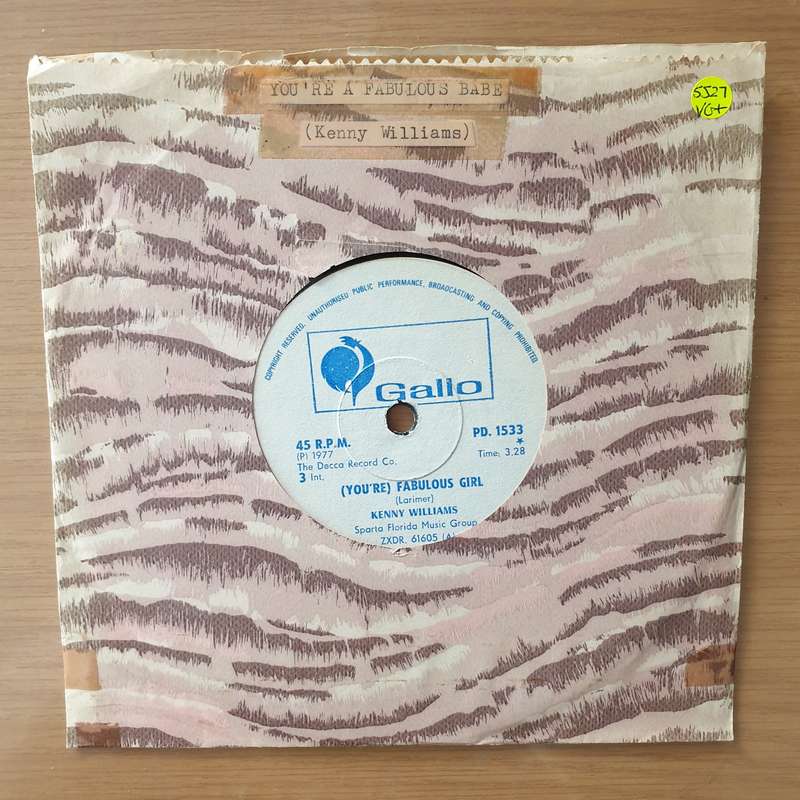 YOU'RE A FABULOUS BABE
(Kenny Williams)
5527
VG+
COPYRIGHT RESERVED. UNAUTHORISED PUBLIC PERFORMANCE, BROADCASTING AND COPYING PROHIBITED
Gallo
45 R.P.M.
(P) 1977
The Decca Record Co.
3 Int.
PD. 1533
*
Time: 3.28
(YOU'RE) FABULOUS GIRL
(Larimer)
KENNY WILLIAMS
Sparta Florida Music Group
ZXDR. 61605 (A)